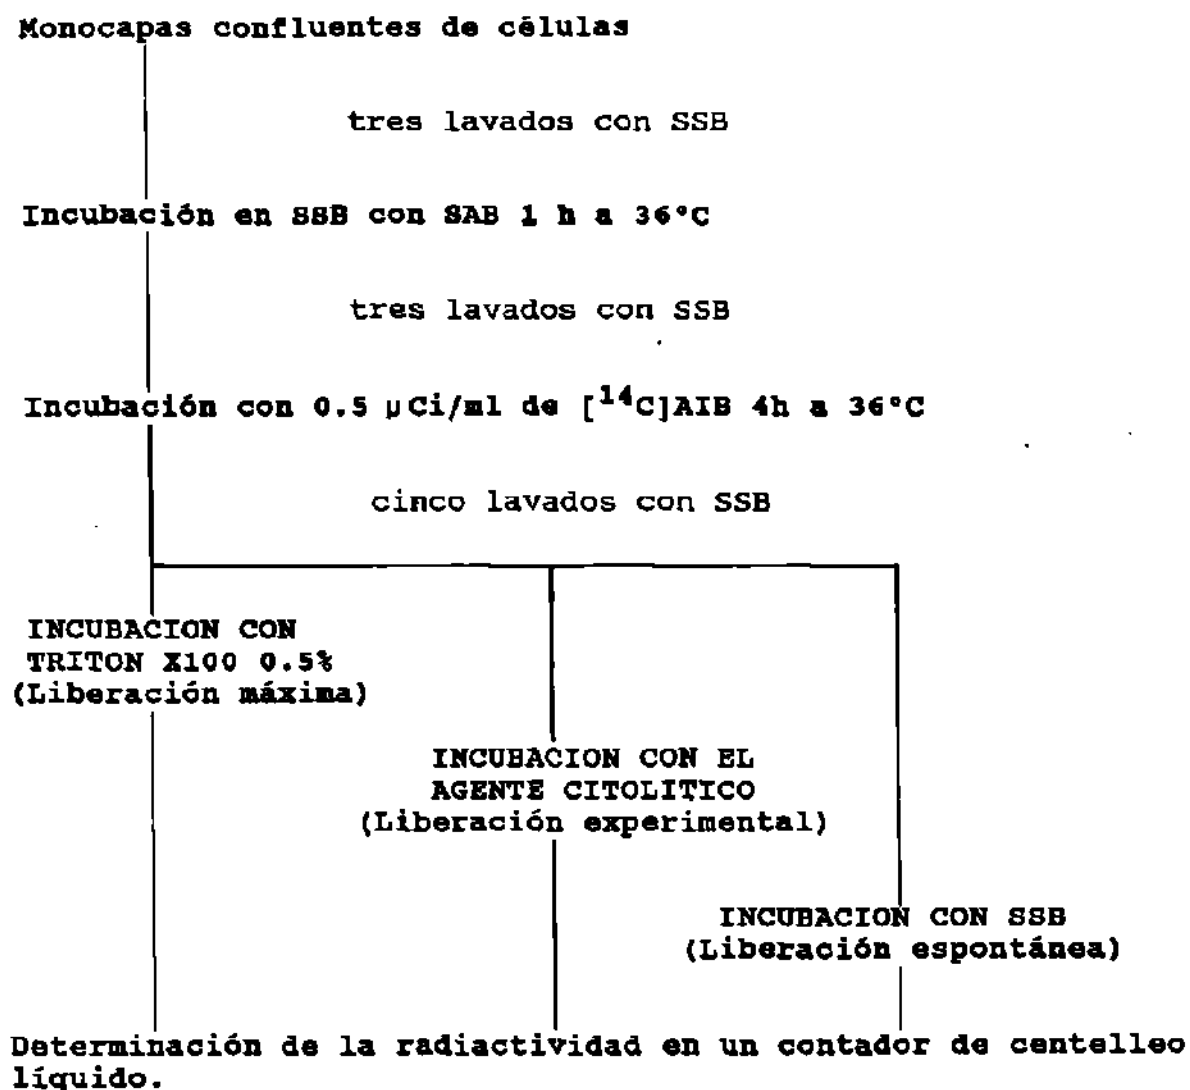 Monocapas confluentes de células
tres lavados con SSB
Incubación en SSB con SAB 1 h a 36°C
tres lavados con SSB
Incubación con 0.5 µCi/ml de [14C]AIB 4h a 36°C
cinco lavados con SSB
INCUBACION CON
TRITON X100 0.5%
(Liberación máxima)
INCUBACION CON EL
AGENTE CITOLITICO
(Liberación experimental)
INCUBACION CON SSB
(Liberación espontánea)
Determinación de la radiactividad en un contador de centelleo
líquido.